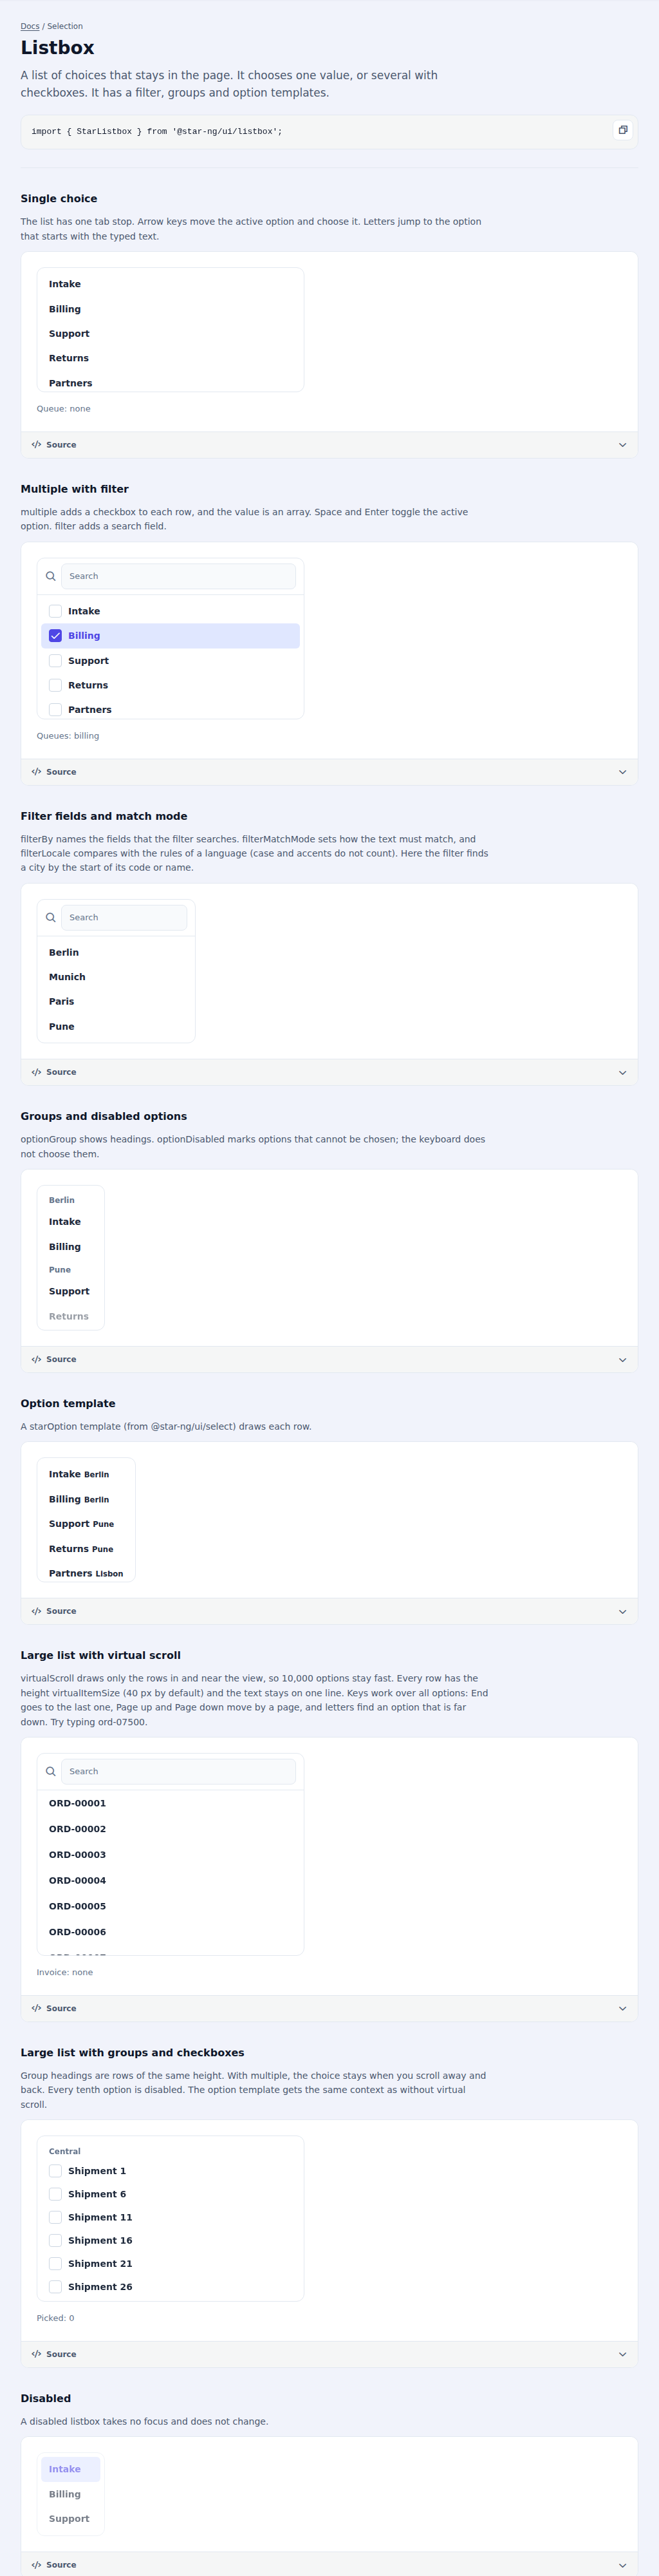 Docs / Selection
Listbox
A list of choices that stays in the page. It chooses one value, or several with
checkboxes. It has a filter, groups and option templates.
import { StarListbox } from '@star-ng/ui/listbox';
Single choice
The list has one tab stop. Arrow keys move the active option and choose it. Letters jump to the option
that starts with the typed text.
Intake
Billing
Support
Returns
Partners
Queue: none
Source
Multiple with filter
multiple adds a checkbox to each row, and the value is an array. Space and Enter toggle the active
option. filter adds a search field.
Search
Intake
Billing
Support
Returns
Partners
Queues: billing
Source
Filter fields and match mode
filterBy names the fields that the filter searches. filterMatchMode sets how the text must match, and
filterLocale compares with the rules of a language (case and accents do not count). Here the filter finds
a city by the start of its code or name.
Search
Berlin
Munich
Paris
Pune
Source
Groups and disabled options
optionGroup shows headings. optionDisabled marks options that cannot be chosen; the keyboard does
not choose them.
Berlin
Intake
Billing
Pune
Support
Returns
Source
Option template
A starOption template (from @star-ng/ui/select) draws each row.
Intake Berlin
Billing Berlin
Support Pune
Returns Pune
Partners Lisbon
Source
Large list with virtual scroll
virtualScroll draws only the rows in and near the view, so 10,000 options stay fast. Every row has the
height virtualItemSize (40 px by default) and the text stays on one line. Keys work over all options: End
goes to the last one, Page up and Page down move by a page, and letters find an option that is far
down. Try typing ord-07500.
Search
ORD-00001
ORD-00002
ORD-00003
ORD-00004
ORD-00005
ORD-00006
Invoice: none
Source
Large list with groups and checkboxes
Group headings are rows of the same height. With multiple, the choice stays when you scroll away and
back. Every tenth option is disabled. The option template gets the same context as without virtual
scroll.
Central
Shipment 1
Shipment 6
Shipment 11
Shipment 16
Shipment 21
Shipment 26
Picked: 0
Source
Disabled
A disabled listbox takes no focus and does not change.
Intake
Billing
Support
Source